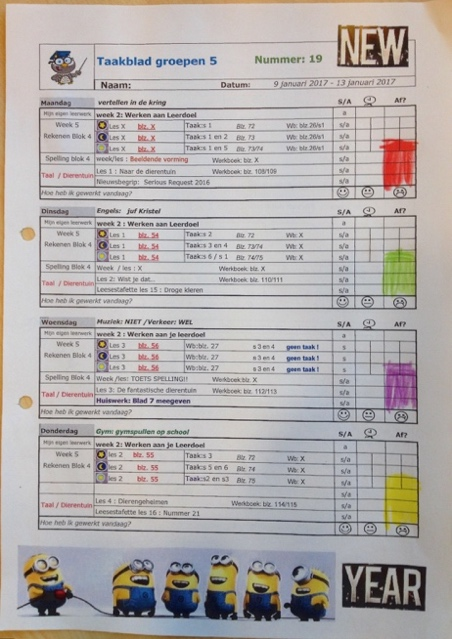 NEW
Taakblad groepen 5 Nummer: 19
Naam: Datum: 9 januari 2017 - 13 januari 2017
Maandag vertellen in de kring S/A Af?
Mijn eigen leerwerk week 2: Werken aan Leerdoel a
Week 5 Les X blz. X Taak:s 1 Blz. 72 Wb: blz.26/s1 s/a
Rekenen Blok 4 Les X blz. X Taak:s 1 en 2 Blz. 73 Wb: blz.26/s1 s/a
Les X blz. X Taak:s 1 en 5 Blz. 73/74 Wb: blz.26/s1 s/a
Spelling blok 4 week/les : Beeldende vorming Werkboek: blz. X s/a
Taal / Dierentuin Les 1 : Naar de dierentuin Werkboek: blz. 108/109 s/a
Nieuwsbegrip: Serious Request 2016 s/a
Hoe heb ik gewerkt vandaag?
Dinsdag Engels: juf Kristel S/A Af?
Mijn eigen leerwerk week 2 : Werken aan Leerdoel a
Week 5 Les 1 blz. 54 Taak:s 2 Blz. 72 Wb: X s/a
Rekenen Blok 4 Les 1 blz. 54 Taak:s 3 en 4 Blz. 73/74 Wb: X s/a
Les 1 blz. 54 Taak:s 6 / s 1 Blz. 74/75 Wb: X s/a
Spelling Blok 4 Week / les : X Werkboek: blz. X s/a
Taal / Dierentuin Les 2: Wist je dat... Werkboek: blz. 110/111 s/a
Leesestafette les 15 : Droge kleren s/a
Hoe heb ik gewerkt vandaag?
Woensdag Muziek: NIET /Verkeer: WEL S/A Af?
Mijn eigen leerwerk week 2 : Werken aan je leerdoel s
Week 5 Les 3 blz. 56 Wb:blz. 27 s 3 en 4 geen taak ! s
Rekenen Blok 4 Les 3 blz. 56 Wb: blz. 27 s 3 en 4 geen taak ! s
Les 3 blz. 56 Wb: blz. 27 s 3 en 4 geen taak ! s
Spelling Blok 4 Week /les: TOETS SPELLING!! Werkboek:blz. X s/a
Taal / Dierentuin Les 3: De fantastische dierentuin Werkboek:blz. 112/113 s/a
Huiswerk: Blad 7 meegeven s/a
Hoe heb ik gewerkt vandaag?
Donderdag Gym: gymspullen op school S/A Af?
Mijn eigen leerwerk week 2: Werken aan je Leerdoel s/a
Week 5 les 2 blz. 55 Taak:s 3 Blz. 73 Wb: X s/a
Rekenen Blok 4 les 2 blz. 55 Taak:s 5 en 6 Blz. 74 Wb: X s/a
les 2 blz. 55 Taak:s2 en s3 Blz. 75 Wb: X s/a
Taal / Dierentuin Les 4 : Dierengeheimen Werkboek: blz. 114/115 s/a
Leesestafette les 16 : Nummer 21 s/a
Hoe heb ik gewerkt vandaag?
YEAR